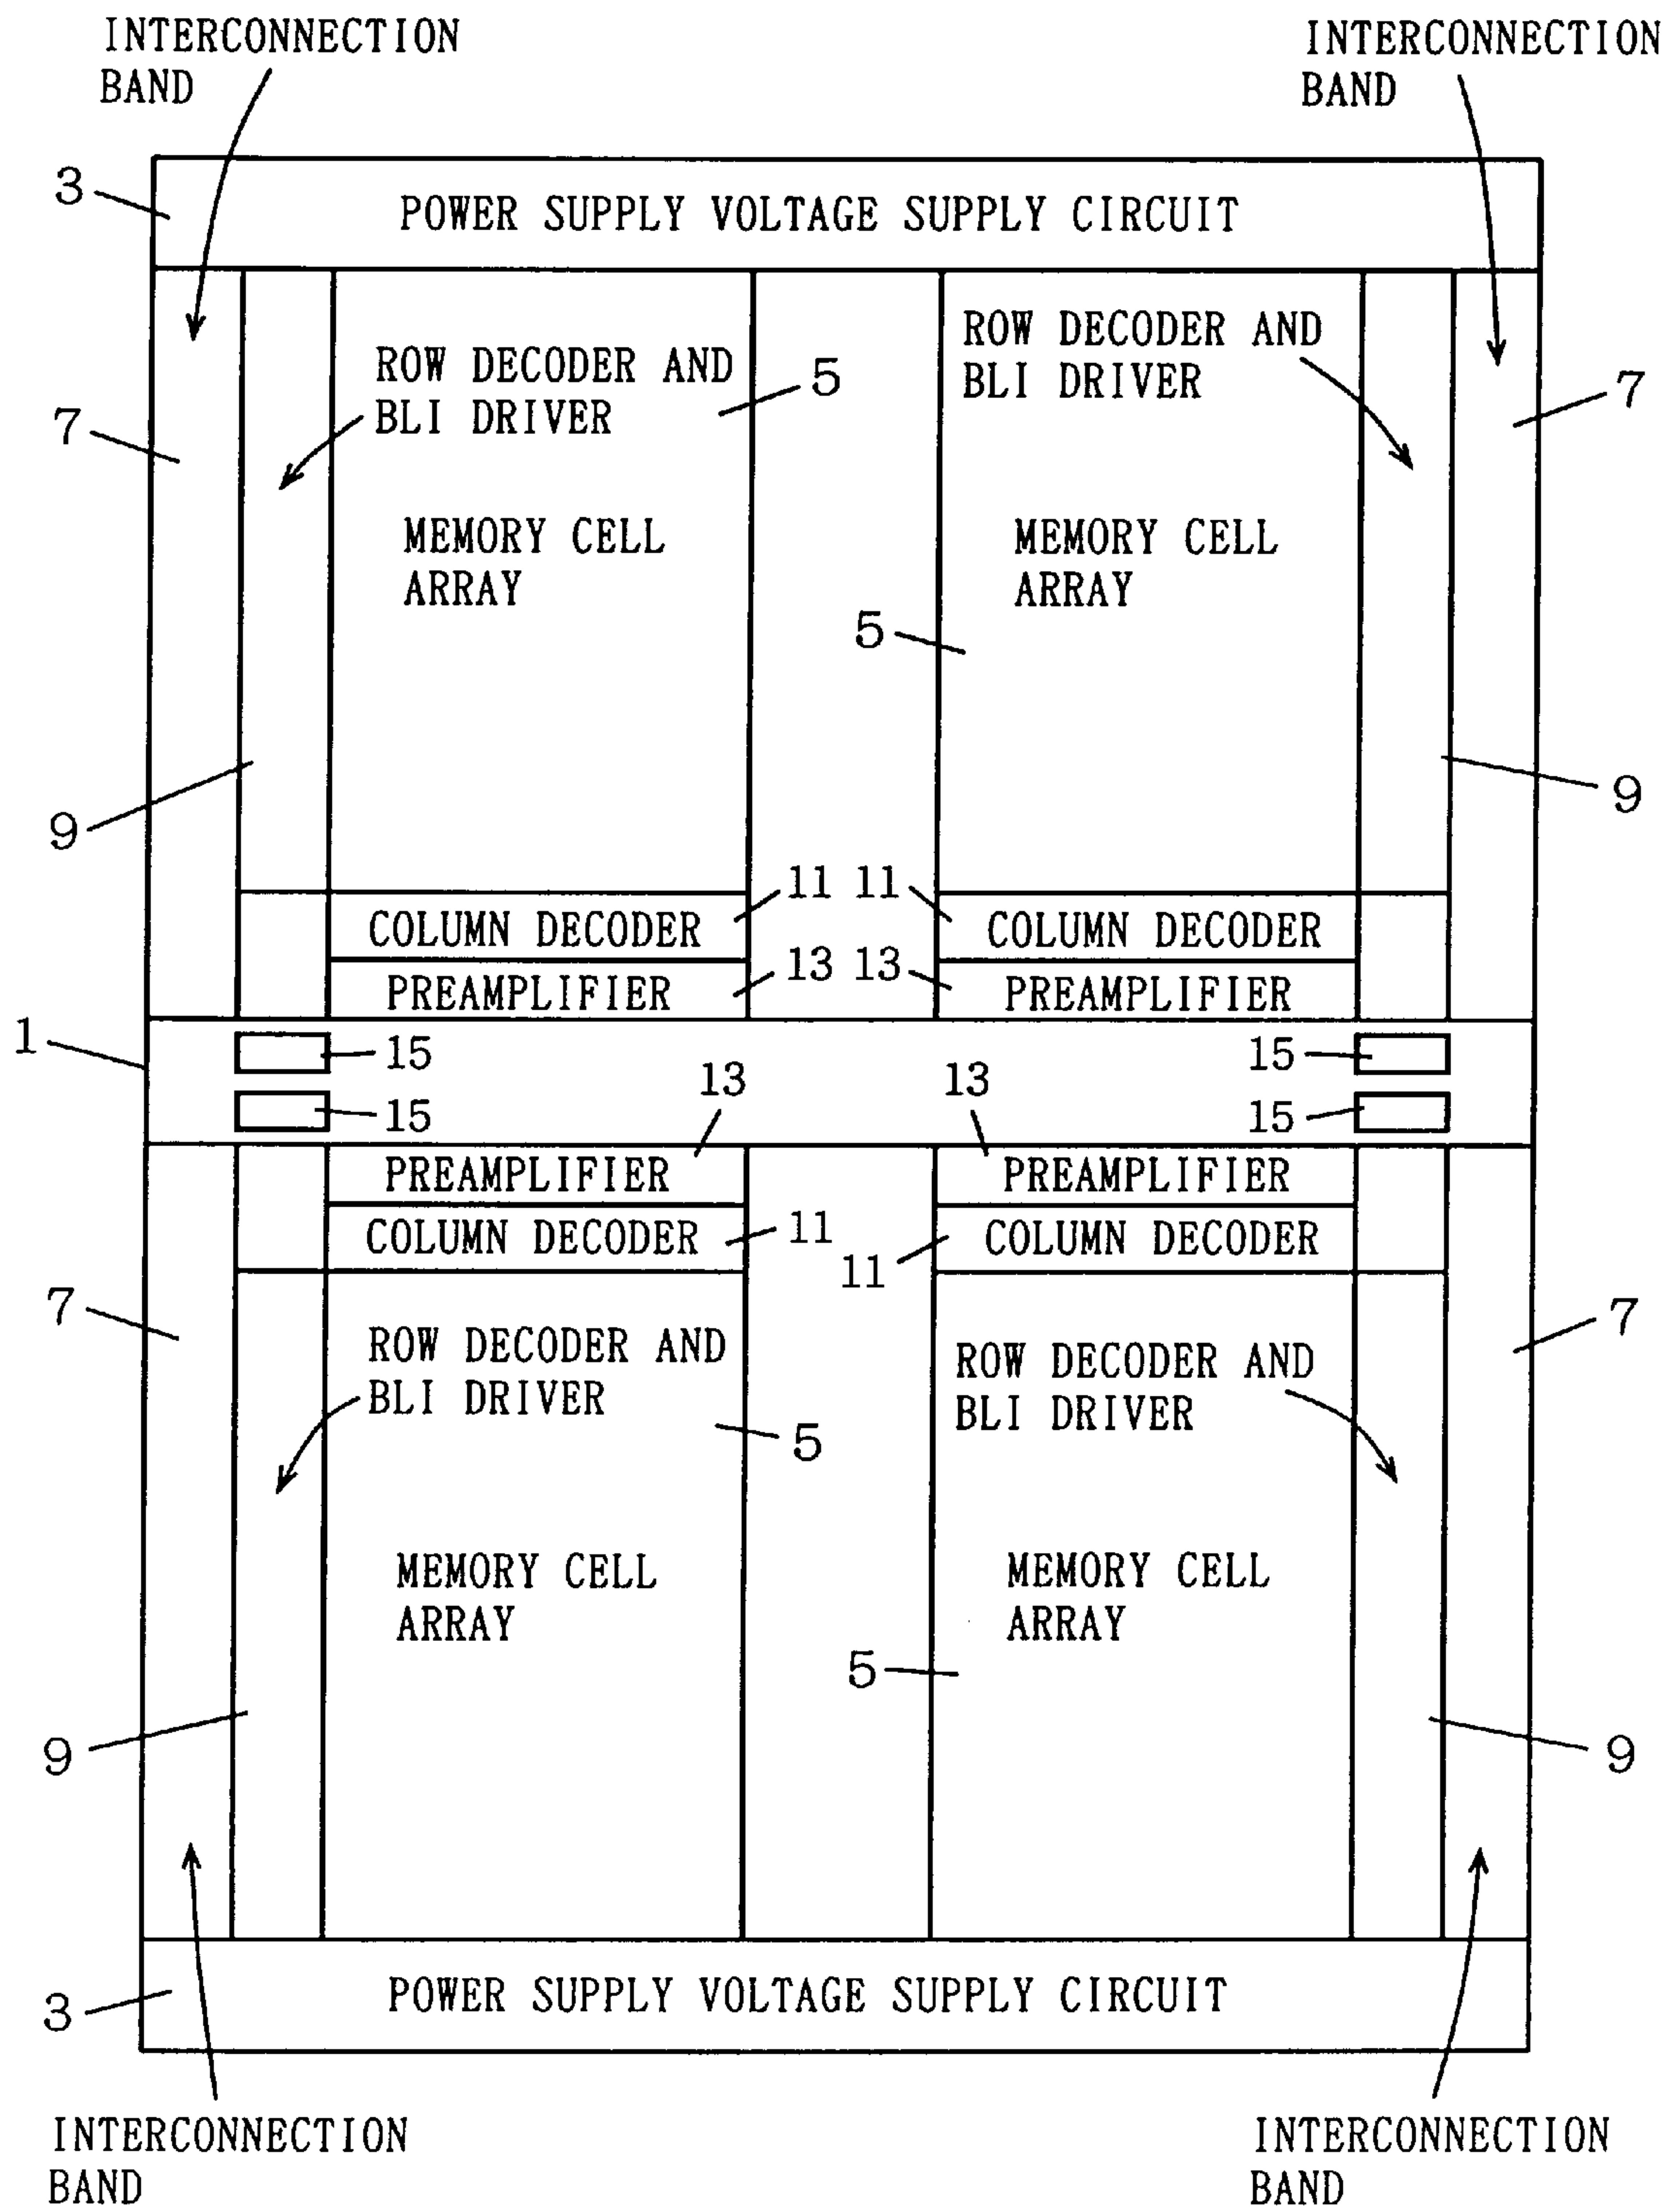 INTERCONNECTION
BAND
INTERCONNECTION
BAND
3
POWER SUPPLY VOLTAGE SUPPLY CIRCUIT
ROW DECODER AND
BLI DRIVER
5
ROW DECODER AND
BLI DRIVER
7
7
MEMORY CELL
ARRAY
MEMORY CELL
ARRAY
5
9
9
11
11
COLUMN DECODER
COLUMN DECODER
13
13
PREAMPLIFIER
PREAMPLIFIER
1
15
15
13
13
15
15
PREAMPLIFIER
PREAMPLIFIER
COLUMN DECODER
11
11
COLUMN DECODER
7
7
ROW DECODER AND
BLI DRIVER
5
ROW DECODER AND
BLI DRIVER
MEMORY CELL
ARRAY
MEMORY CELL
ARRAY
5
9
9
3
POWER SUPPLY VOLTAGE SUPPLY CIRCUIT
INTERCONNECTION
BAND
INTERCONNECTION
BAND